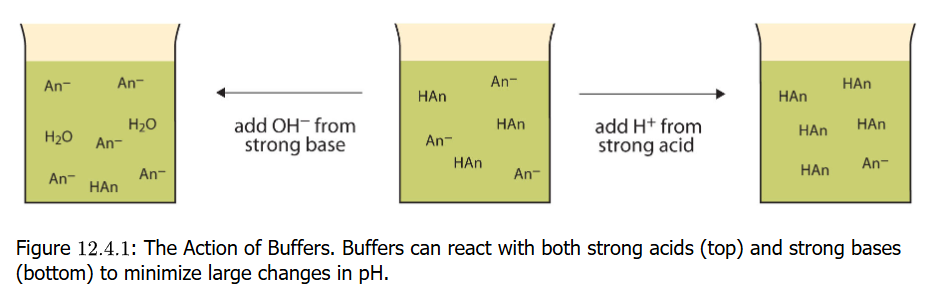 An⁻ An⁻
H₂O H₂O
An⁻
An⁻ HAn An⁻
add OH⁻ from
strong base
HAn An⁻
An⁻ HAn
HAn An⁻
add H⁺ from
strong acid
HAn HAn
HAn HAn
HAn An⁻
Figure 12.4.1: The Action of Buffers. Buffers can react with both strong acids (top) and strong bases
(bottom) to minimize large changes in pH.